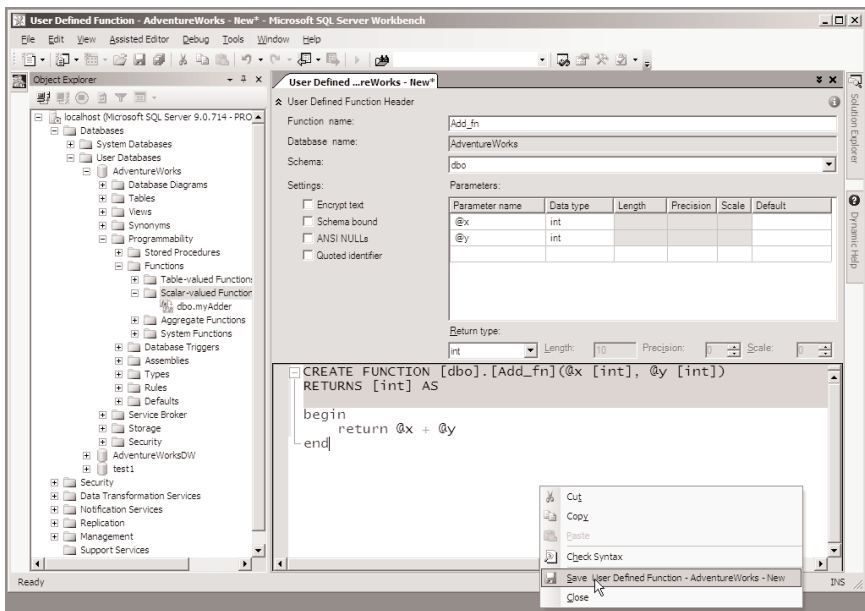 User Defined Function - AdventureWorks - New* - Microsoft SQL Server Workbench
File Edit View Assisted Editor Debug Tools Window Help
Object Explorer
localhost (Microsoft SQL Server 9.0.714 - PRO
Databases
System Databases
User Databases
AdventureWorks
Database Diagrams
Tables
Views
Synonyms
Programmability
Stored Procedures
Functions
Table-valued Function
Scalar-valued Function
dbo.myAdder
Aggregate Functions
System Functions
Database Triggers
Assemblies
Types
Rules
Defaults
Service Broker
Storage
Security
AdventureWorksDW
test1
Security
Data Transformation Services
Notification Services
Replication
Management
Support Services
User Defined ...reWorks - New*
User Defined Function Header
Function name: Add_fn
Database name: AdventureWorks
Schema: dbo
Settings:
Encrypt text
Schema bound
ANSI NULLs
Quoted identifier
Parameters:
Parameter name Data type Length Precision Scale Default
@x int
@y int
Return type:
int Length: 10 Precision: 0 Scale: 0
CREATE FUNCTION [dbo].[Add_fn](@x [int], @y [int])
RETURNS [int] AS
begin
return @x + @y
end
Cut
Copy
Paste
Check Syntax
Save User Defined Function - AdventureWorks - New
Close
Solution Explorer
Dynamic Help
Ready INS